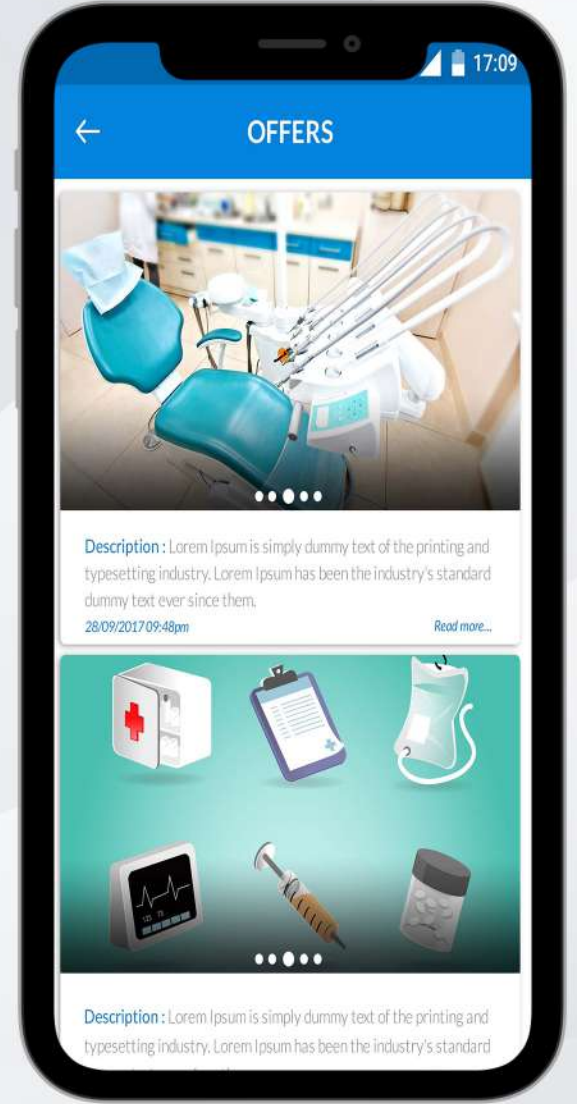 17:09
OFFERS
Description : Lorem Ipsum is simply dummy text of the printing and
typesetting industry. Lorem Ipsum has been the industry's standard
dummy text ever since them.
28/09/2017 09:48pm
Read more...
125 75
Description : Lorem Ipsum is simply dummy text of the printing and
typesetting industry. Lorem Ipsum has been the industry's standard